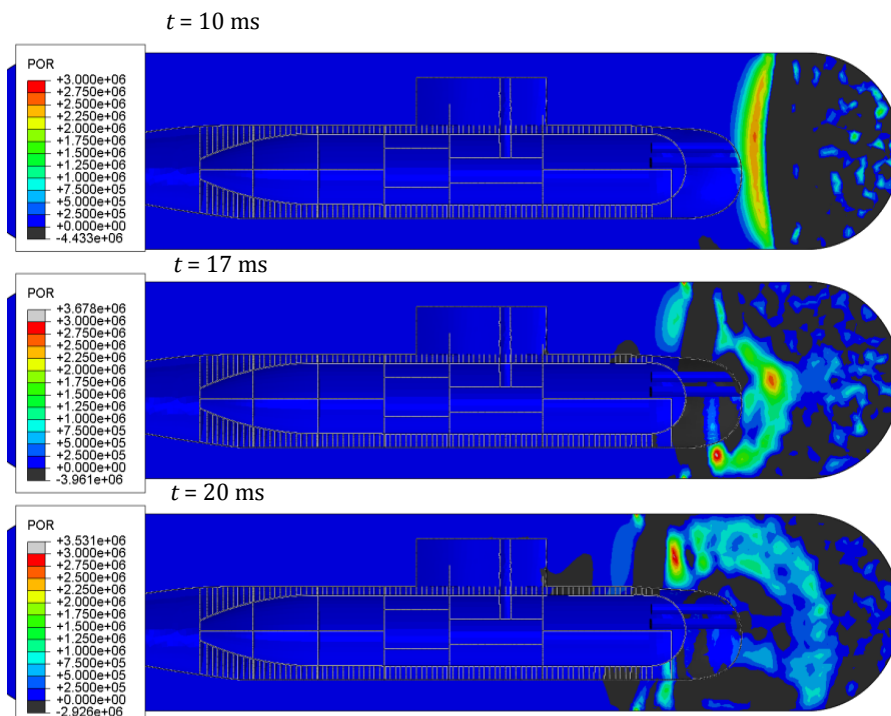 t = 10 ms
POR
+3.000e+06
+2.750e+06
+2.500e+06
+2.250e+06
+2.000e+06
+1.750e+06
+1.500e+06
+1.250e+06
+1.000e+06
+7.500e+05
+5.000e+05
+2.500e+05
+0.000e+00
-4.433e+06
t = 17 ms
POR
+3.678e+06
+3.000e+06
+2.750e+06
+2.500e+06
+2.250e+06
+2.000e+06
+1.750e+06
+1.500e+06
+1.250e+06
+1.000e+06
+7.500e+05
+5.000e+05
+2.500e+05
+0.000e+00
-3.961e+06
t = 20 ms
POR
+3.531e+06
+3.000e+06
+2.750e+06
+2.500e+06
+2.250e+06
+2.000e+06
+1.750e+06
+1.500e+06
+1.250e+06
+1.000e+06
+7.500e+05
+5.000e+05
+2.500e+05
+0.000e+00
-2.926e+06